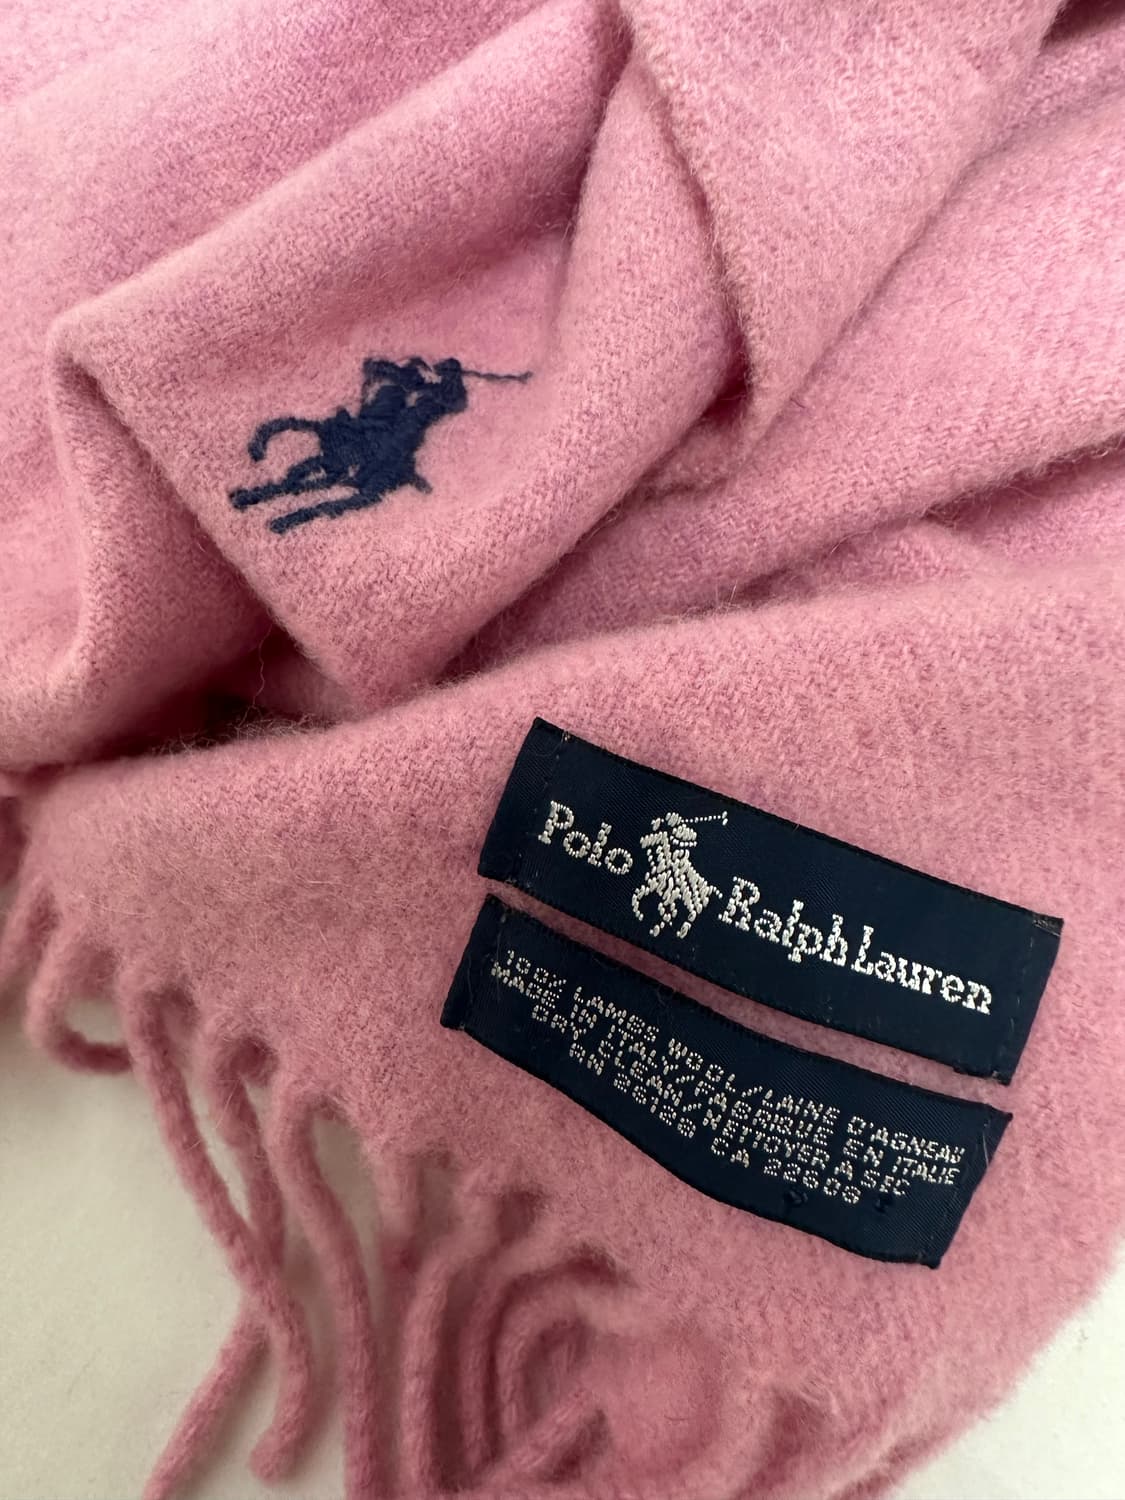 Polo Ralph Lauren
100% LAMBS WOOL/LAINE D'AGNEAU
MADE IN ITALY/FABRIQUE EN ITALIE
DRY CLEAN/NETTOYER A SEC
RN 26126 CA 22606